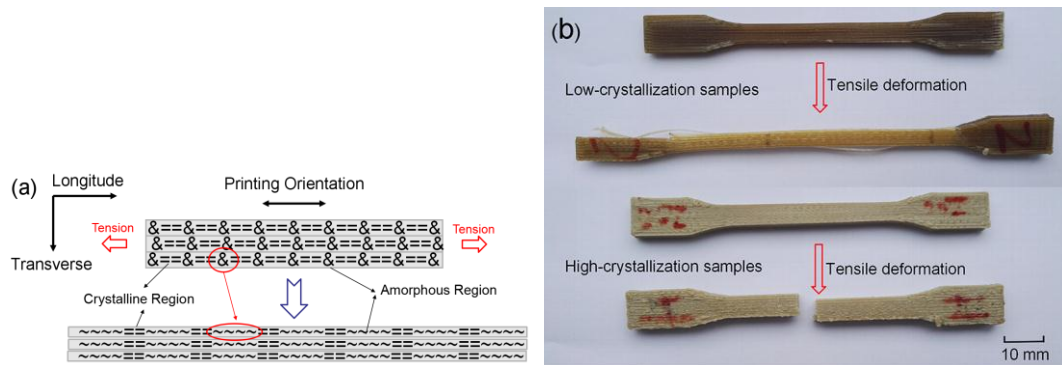 (a)
Longitude
Transverse
Printing Orientation
Tension
&==&==&==&==&==&==&==&==&
&==&==&==&==&==&==&==&==&
&==&==&==&==&==&==&==&==&
Tension
Crystalline Region
Amorphous Region
~~~~==~~~~==~~~~==~~~~==~~~~==~~~~==~~~~
~~~~==~~~~==~~~~==~~~~==~~~~==~~~~==~~~~
~~~~==~~~~==~~~~==~~~~==~~~~==~~~~==~~~~
(b)
Low-crystallization samples
Tensile deformation
N
High-crystallization samples
Tensile deformation
10 mm